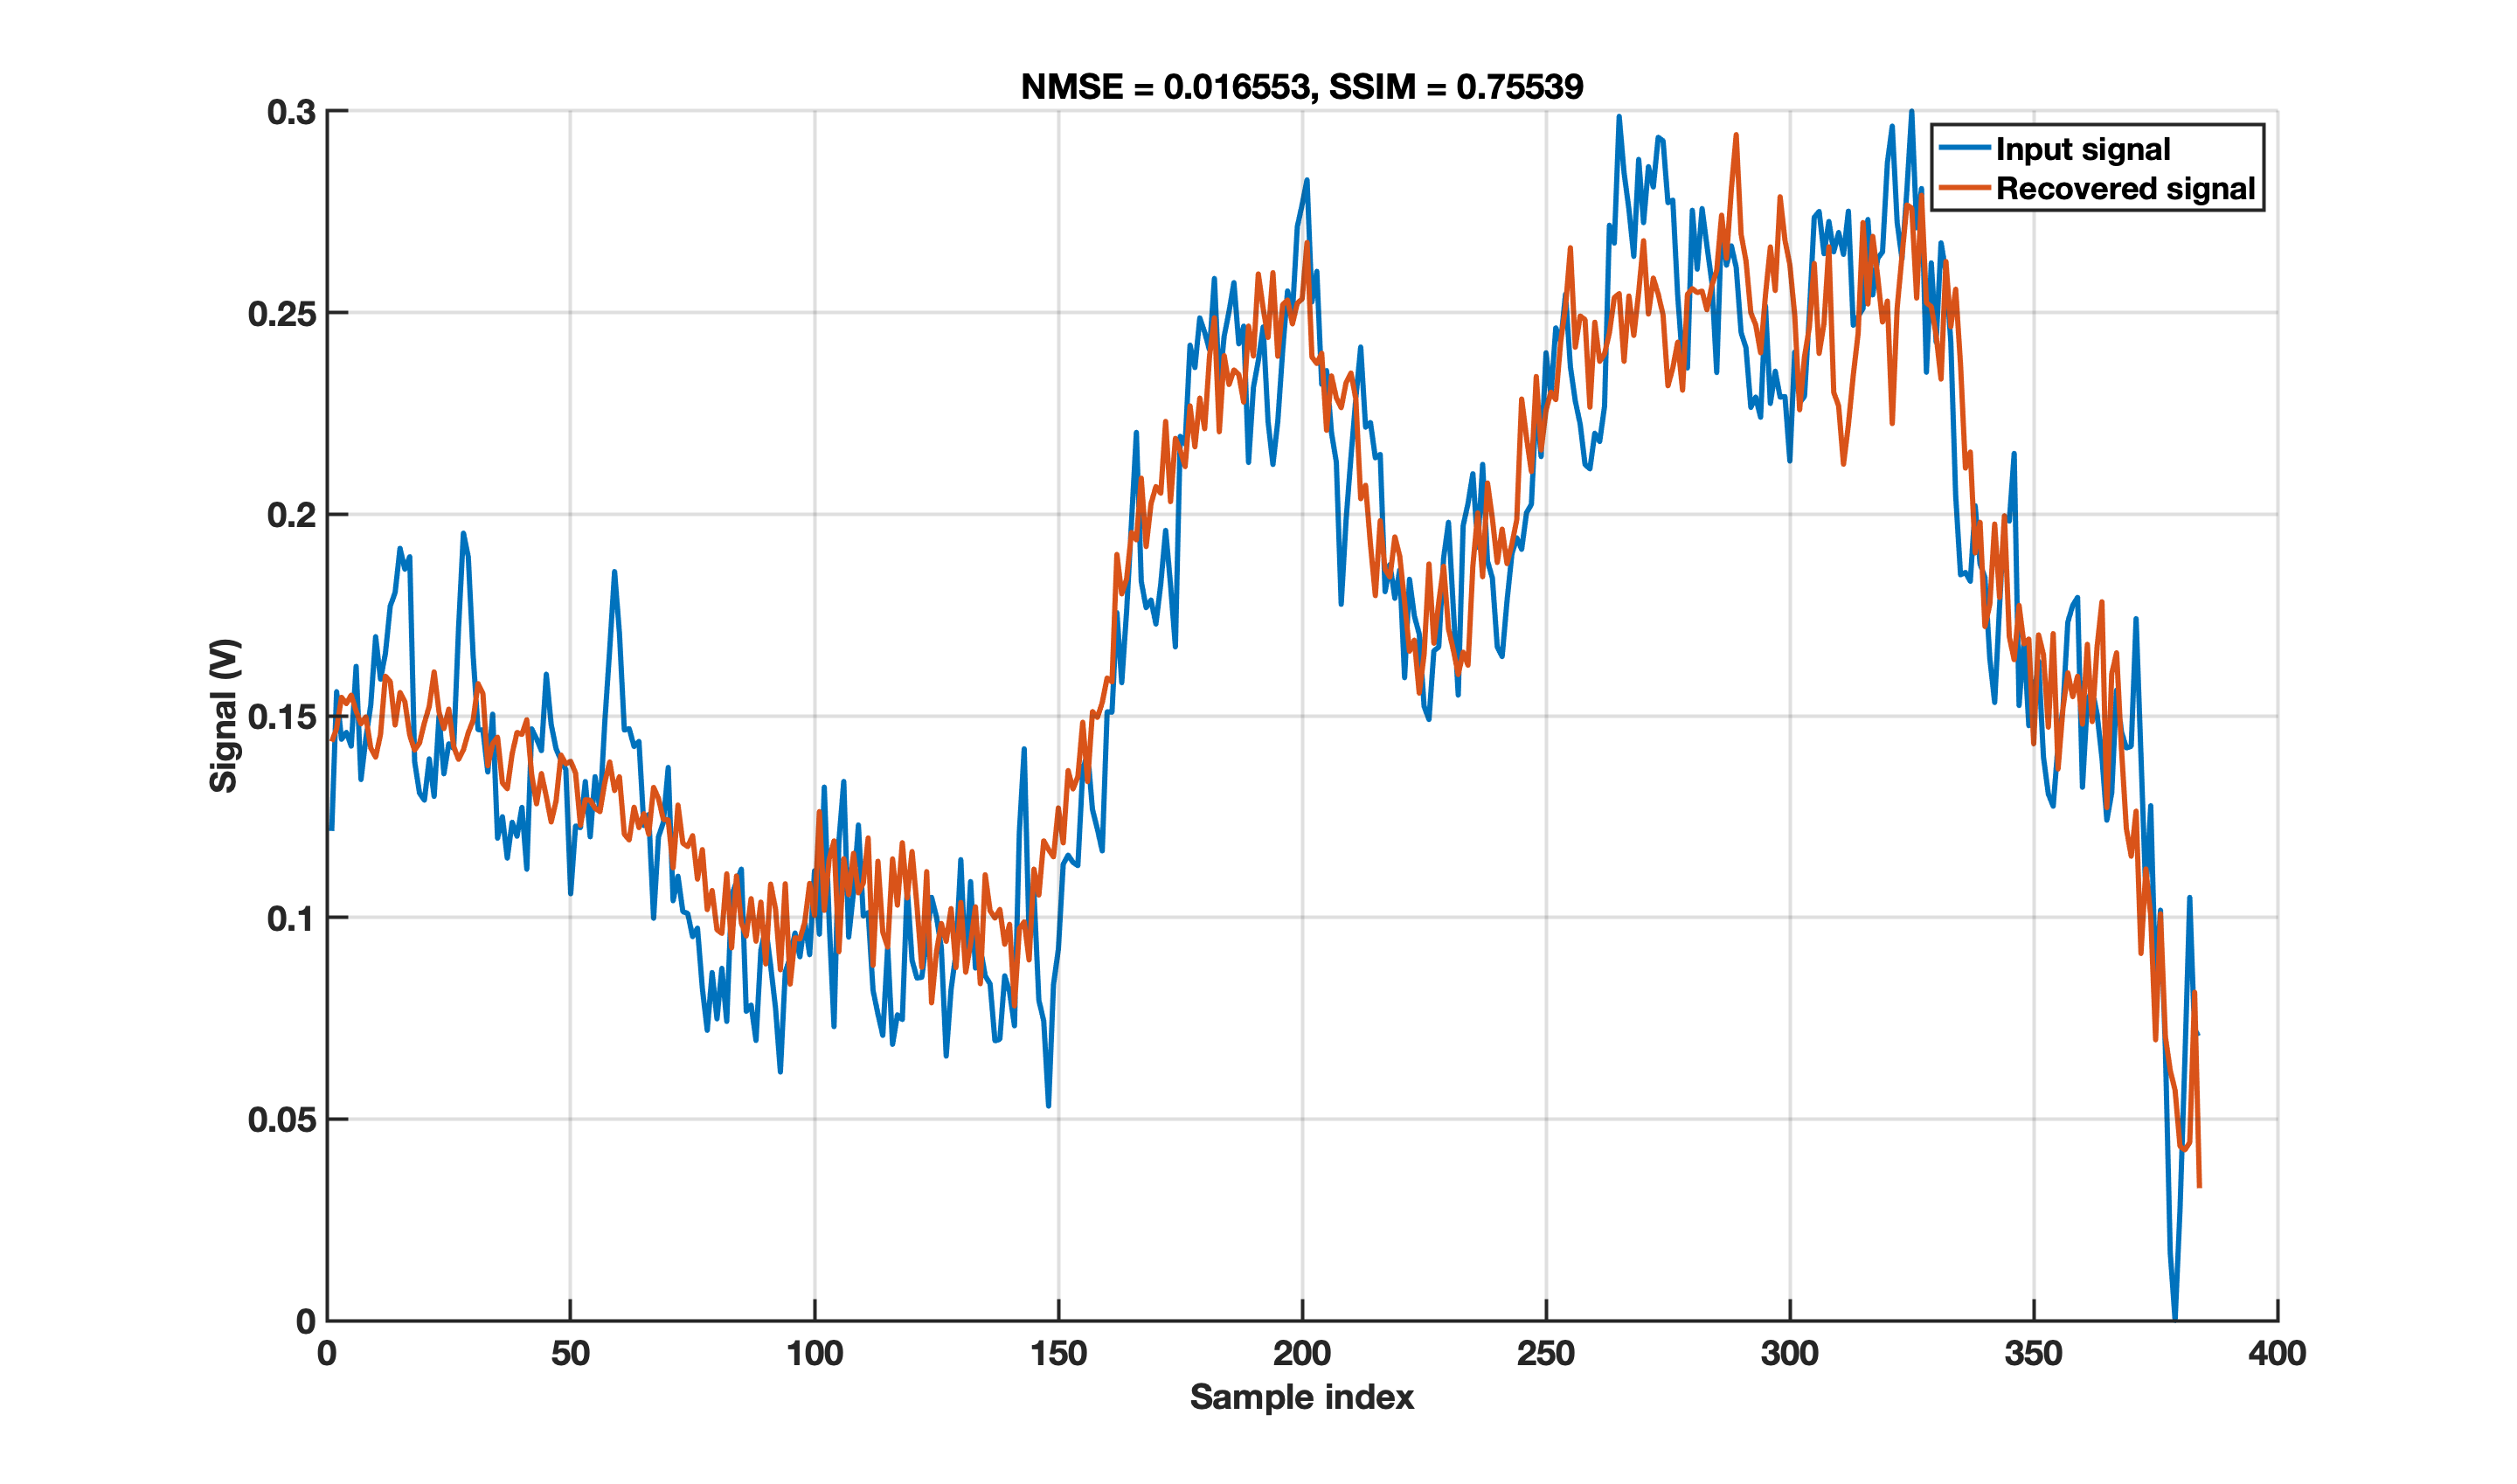 NMSE = 0.016553, SSIM = 0.75539
0.3
0.25
0.2
0.15
0.1
0.05
0
Signal (V)
Input signal
Recovered signal
0 50 100 150 200 250 300 350 400
Sample index